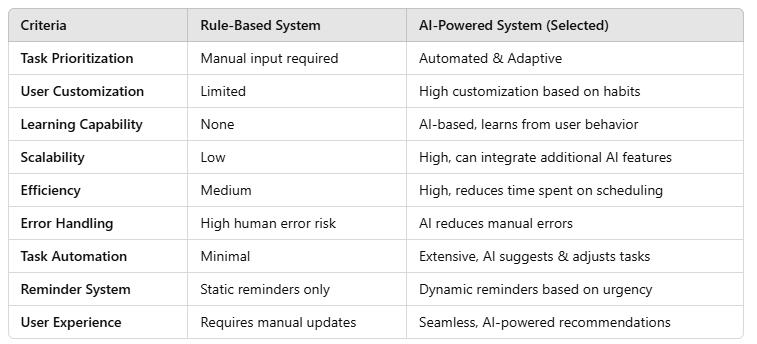 Criteria Rule-Based System AI-Powered System (Selected)
Task Prioritization Manual input required Automated & Adaptive
User Customization Limited High customization based on habits
Learning Capability None AI-based, learns from user behavior
Scalability Low High, can integrate additional AI features
Efficiency Medium High, reduces time spent on scheduling
Error Handling High human error risk AI reduces manual errors
Task Automation Minimal Extensive, AI suggests & adjusts tasks
Reminder System Static reminders only Dynamic reminders based on urgency
User Experience Requires manual updates Seamless, AI-powered recommendations